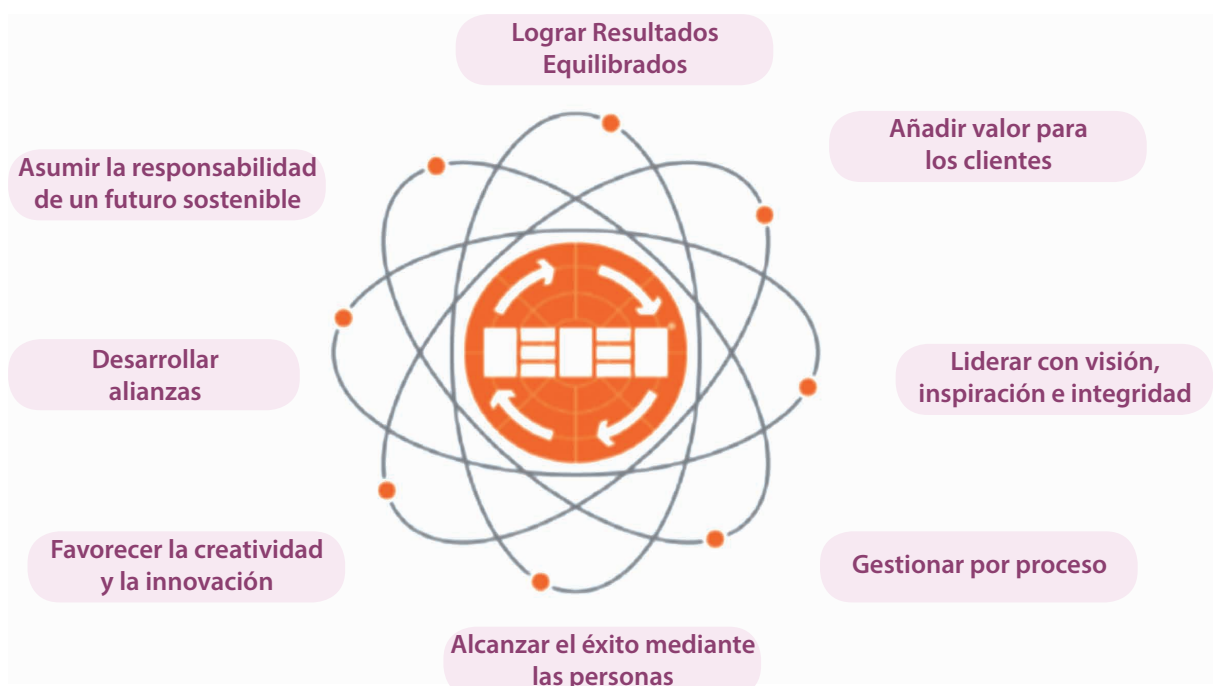 Lograr Resultados
Equilibrados
Añadir valor para
los clientes
Asumir la responsabilidad
de un futuro sostenible
Desarrollar
alianzas
Liderar con visión,
inspiración e integridad
Favorecer la creatividad
y la innovación
Gestionar por proceso
Alcanzar el éxito mediante
las personas